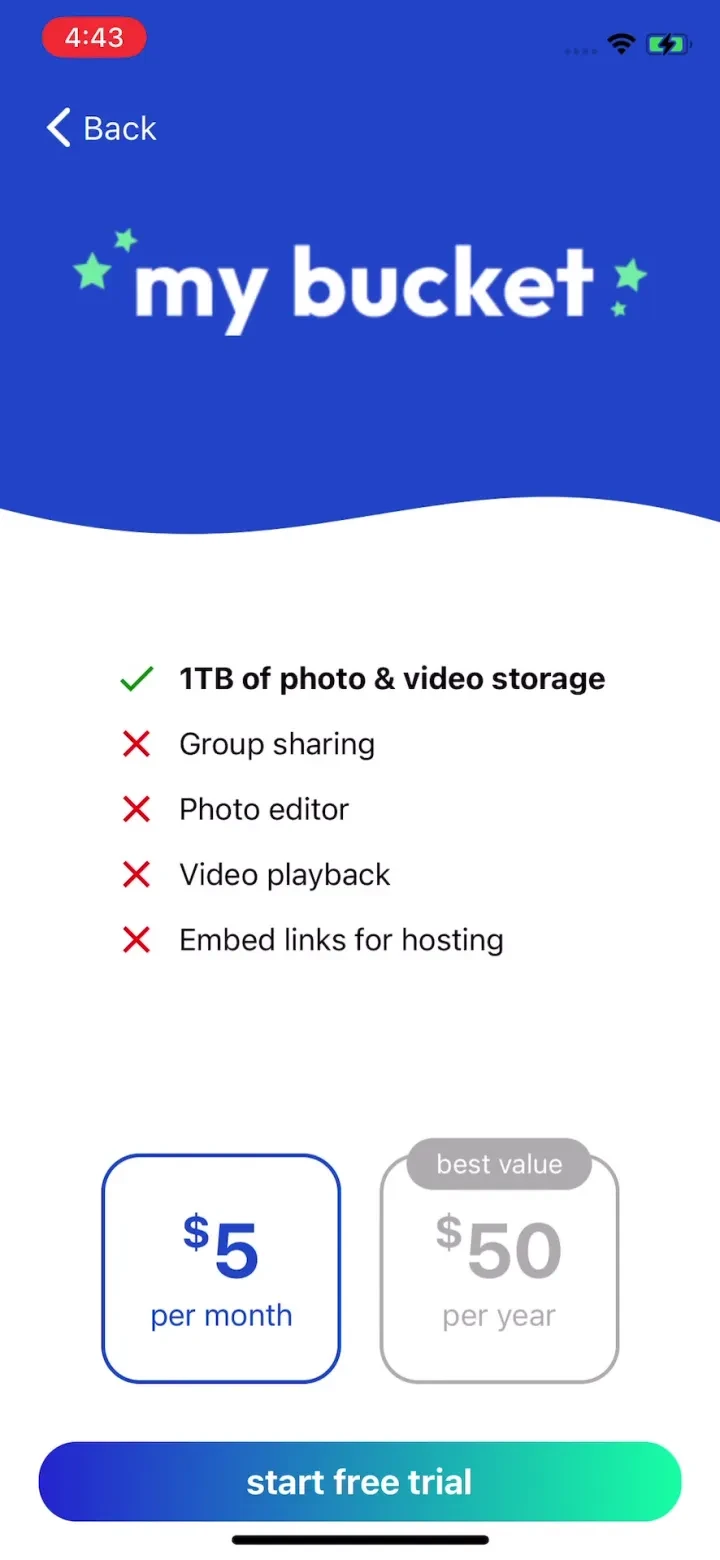 4:43
Back
my bucket
1TB of photo & video storage
Group sharing
Photo editor
Video playback
Embed links for hosting
best value
$5
per month
$50
per year
start free trial